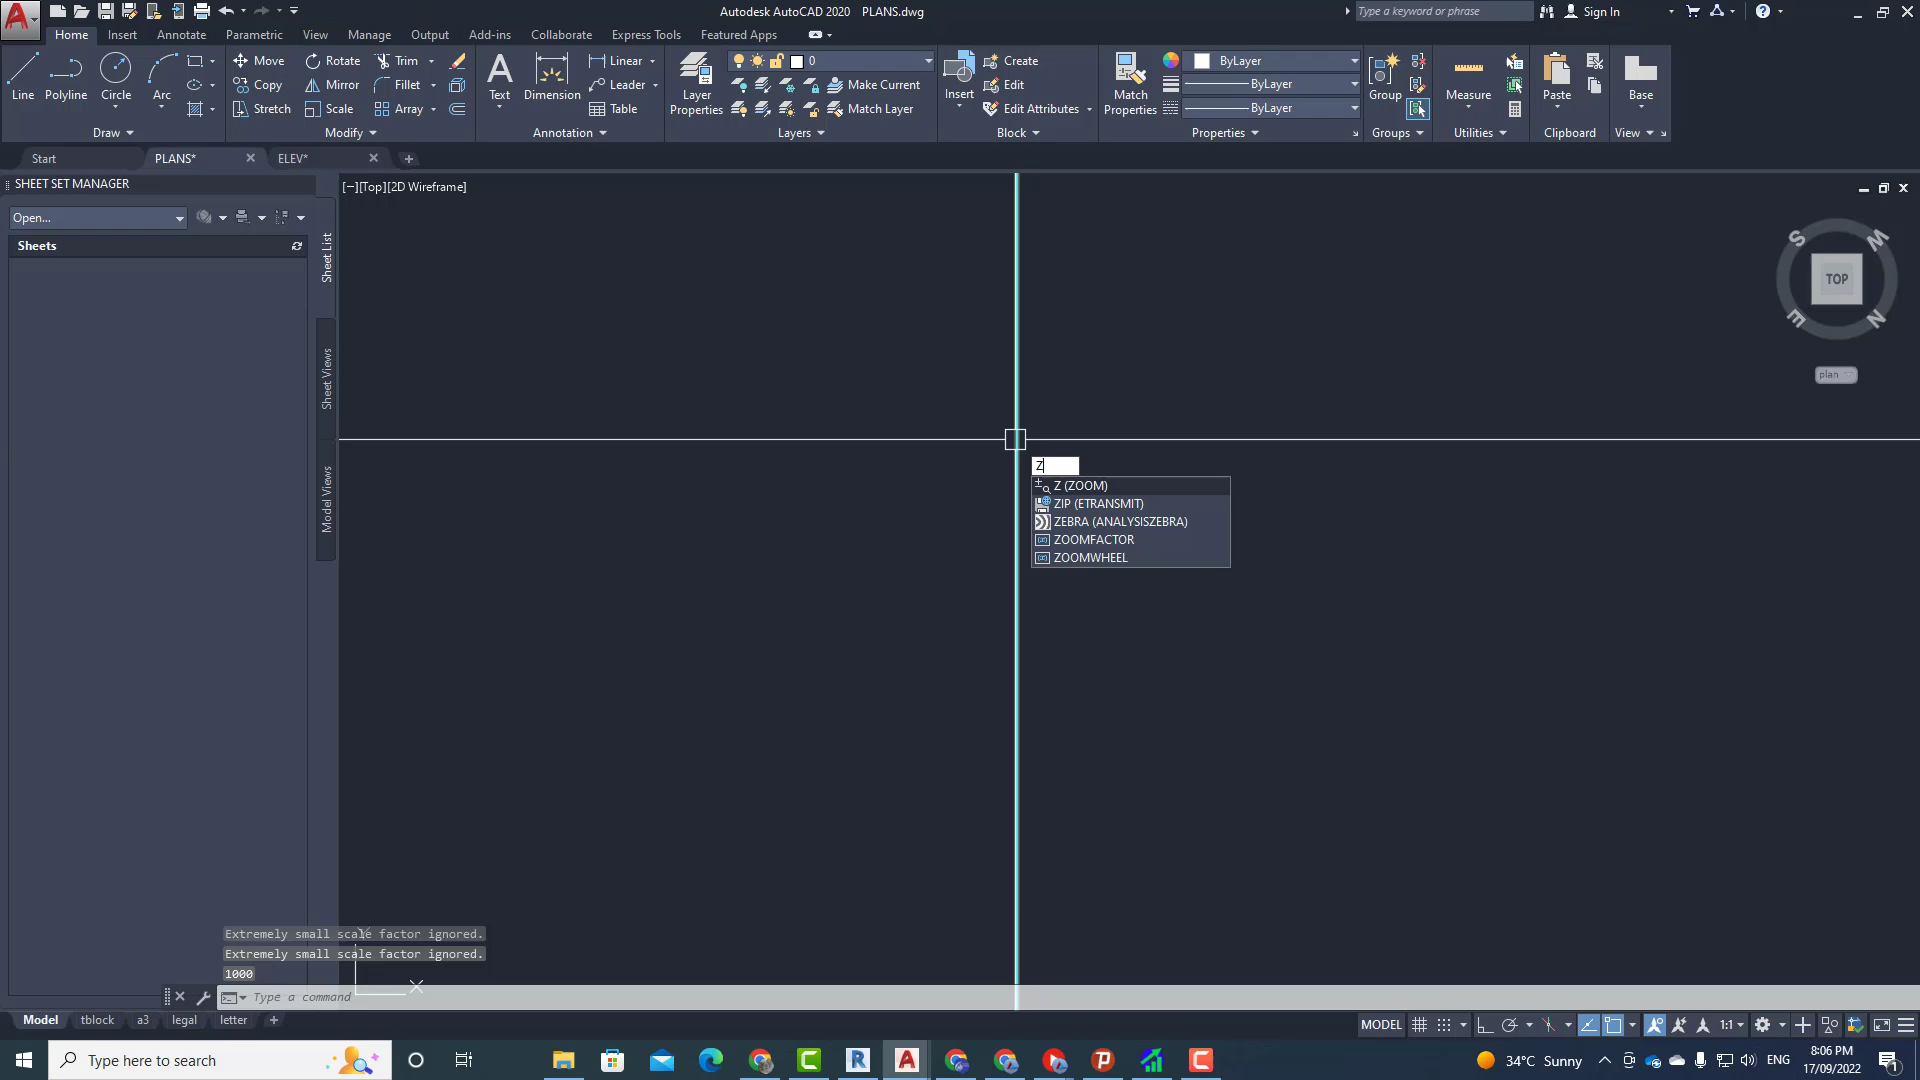 Autodesk AutoCAD 2020 PLANS.dwg
Type a keyword or phrase
Sign In
Home Insert Annotate Parametric View Manage Output Add-ins Collaborate Express Tools Featured Apps
Line Polyline Circle Arc
Move Rotate Trim
Copy Mirror Fillet
Stretch Scale Array
Text Dimension
Linear
Leader
Table
Layer
Properties
0
Make Current
Match Layer
Insert
Create
Edit
Edit Attributes
Match
Properties
ByLayer
ByLayer
ByLayer
Group
Measure
Paste
Base
Draw Modify Annotation Layers Block Properties Groups Utilities Clipboard View
Start PLANS* ELEV*
SHEET SET MANAGER
Open...
Sheets
Sheet List
Sheet Views
Model Views
[−][Top][2D Wireframe]
S W
TOP
E N
plan
Z
Z (ZOOM)
ZIP (ETRANSMIT)
ZEBRA (ANALYSISZEBRA)
ZOOMFACTOR
ZOOMWHEEL
Extremely small scale factor ignored.
Extremely small scale factor ignored.
1000
Y
X
Type a command
Model tblock a3 legal letter
MODEL
1:1
Type here to search
34°C Sunny
ENG
8:06 PM
17/09/2022
1